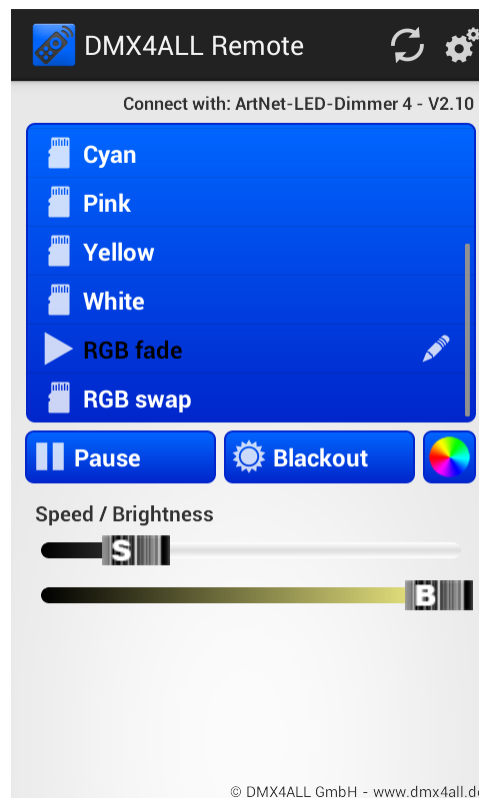 DMX4ALL Remote
Connect with: ArtNet-LED-Dimmer 4 - V2.10
Cyan
Pink
Yellow
White
RGB fade
RGB swap
Pause Blackout
Speed / Brightness
S
B
© DMX4ALL GmbH - www.dmx4all.de